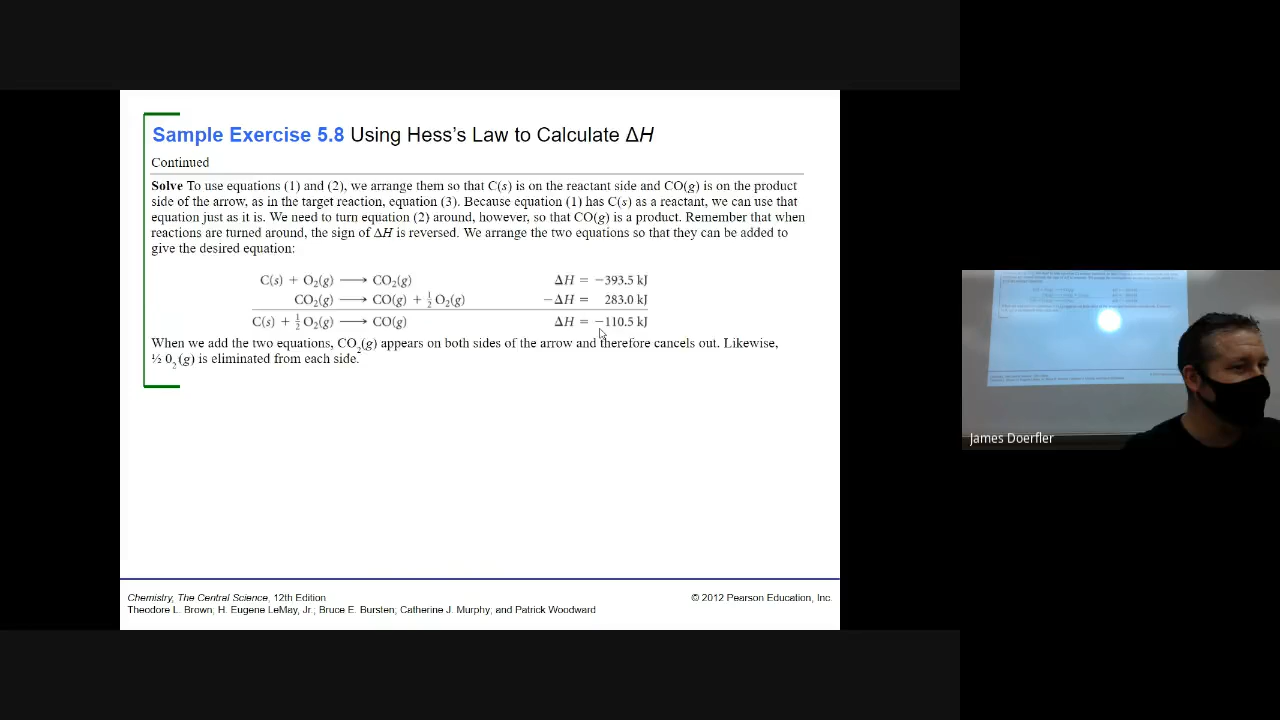 Sample Exercise 5.8 Using Hess's Law to Calculate ΔH
Continued
Solve To use equations (1) and (2), we arrange them so that C(s) is on the reactant side and CO(g) is on the product
side of the arrow, as in the target reaction, equation (3). Because equation (1) has C(s) as a reactant, we can use that
equation just as it is. We need to turn equation (2) around, however, so that CO(g) is a product. Remember that when
reactions are turned around, the sign of ΔH is reversed. We arrange the two equations so that they can be added to
give the desired equation:
C(s) + O₂(g) ⟶ CO₂(g) ΔH = −393.5 kJ
CO₂(g) ⟶ CO(g) + ½ O₂(g) −ΔH = 283.0 kJ
C(s) + ½ O₂(g) ⟶ CO(g) ΔH = −110.5 kJ
When we add the two equations, CO₂(g) appears on both sides of the arrow and therefore cancels out. Likewise,
½ 0₂ (g) is eliminated from each side.
Chemistry, The Central Science, 12th Edition
Theodore L. Brown; H. Eugene LeMay, Jr.; Bruce E. Bursten; Catherine J. Murphy; and Patrick Woodward
© 2012 Pearson Education, Inc.
James Doerfler